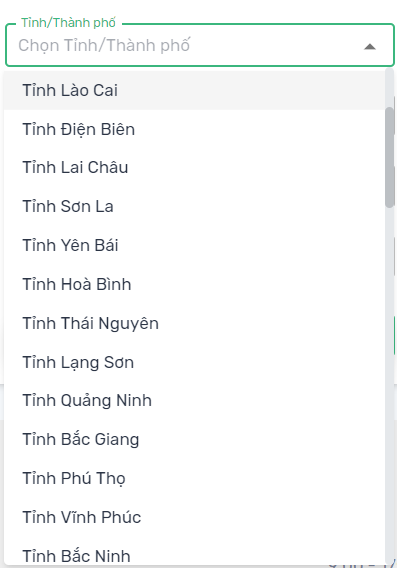 Tỉnh/Thành phố
Chọn Tỉnh/Thành phố
Tỉnh Lào Cai
Tỉnh Điện Biên
Tỉnh Lai Châu
Tỉnh Sơn La
Tỉnh Yên Bái
Tỉnh Hoà Bình
Tỉnh Thái Nguyên
Tỉnh Lạng Sơn
Tỉnh Quảng Ninh
Tỉnh Bắc Giang
Tỉnh Phú Thọ
Tỉnh Vĩnh Phúc
Tỉnh Bắc Ninh